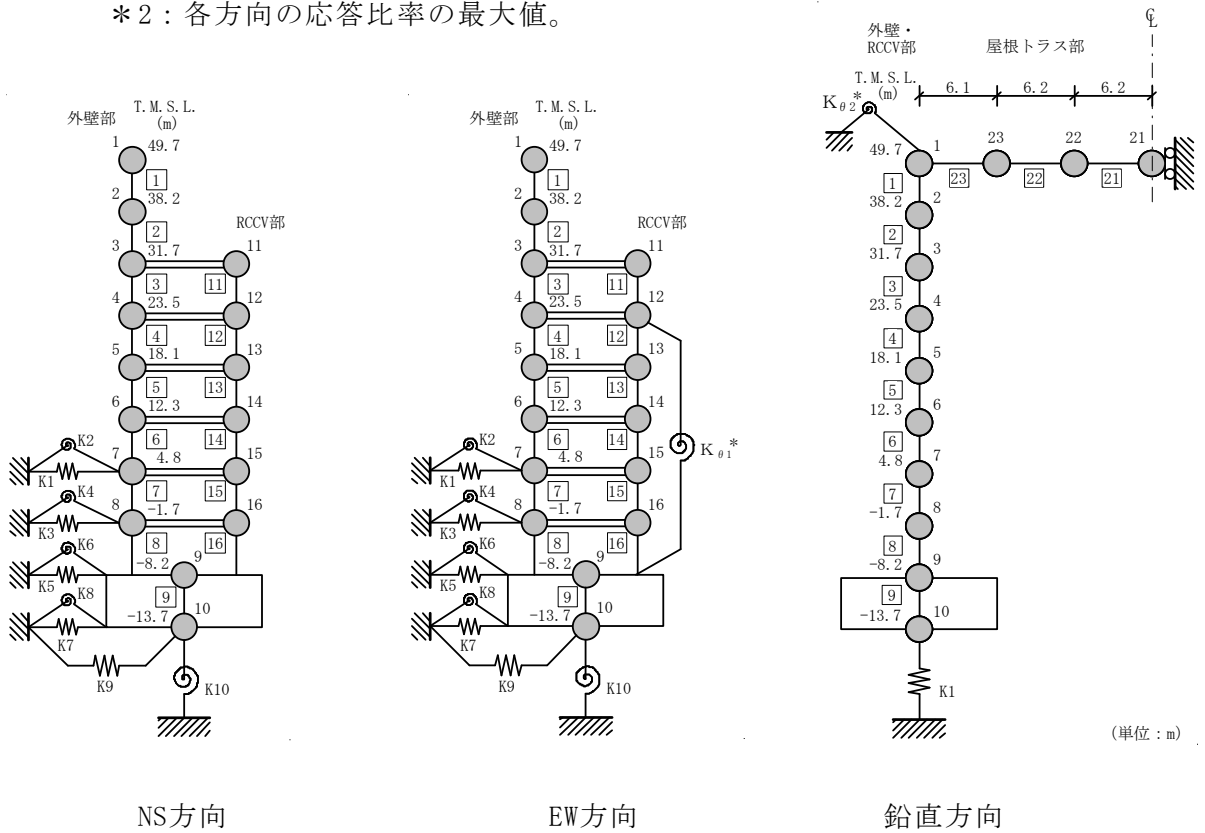 *2:各方向の応答比率の最大値。
外壁部
T.M.S.L.
(m)
1
49.7
1
2
38.2
2
RCCV部
3
31.7
11
3
11
4
23.5
12
4
12
5
18.1
13
5
13
6
12.3
14
6
14
K2
7
4.8
15
K1
7
15
K4
8
-1.7
16
K3
8
16
K6
-8.2
9
K5
K8
9
-13.7
10
K7
K9
K10
NS方向
外壁部
T.M.S.L.
(m)
1
49.7
1
2
38.2
2
RCCV部
3
31.7
11
3
11
4
23.5
12
4
12
5
18.1
13
5
13
6
12.3
14
6
14
Kθ1*
K2
7
4.8
15
K1
7
15
K4
8
-1.7
16
K3
8
16
K6
-8.2
9
K5
K8
9
-13.7
10
K7
K9
K10
EW方向
外壁・
RCCV部
屋根トラス部
℄
T.M.S.L.
(m)
6.1
6.2
6.2
Kθ2*
49.7
1
23
22
21
23
22
21
1
38.2
2
2
31.7
3
3
23.5
4
4
18.1
5
5
12.3
6
6
4.8
7
7
-1.7
8
8
-8.2
9
9
-13.7
10
K1
(単位:m)
鉛直方向